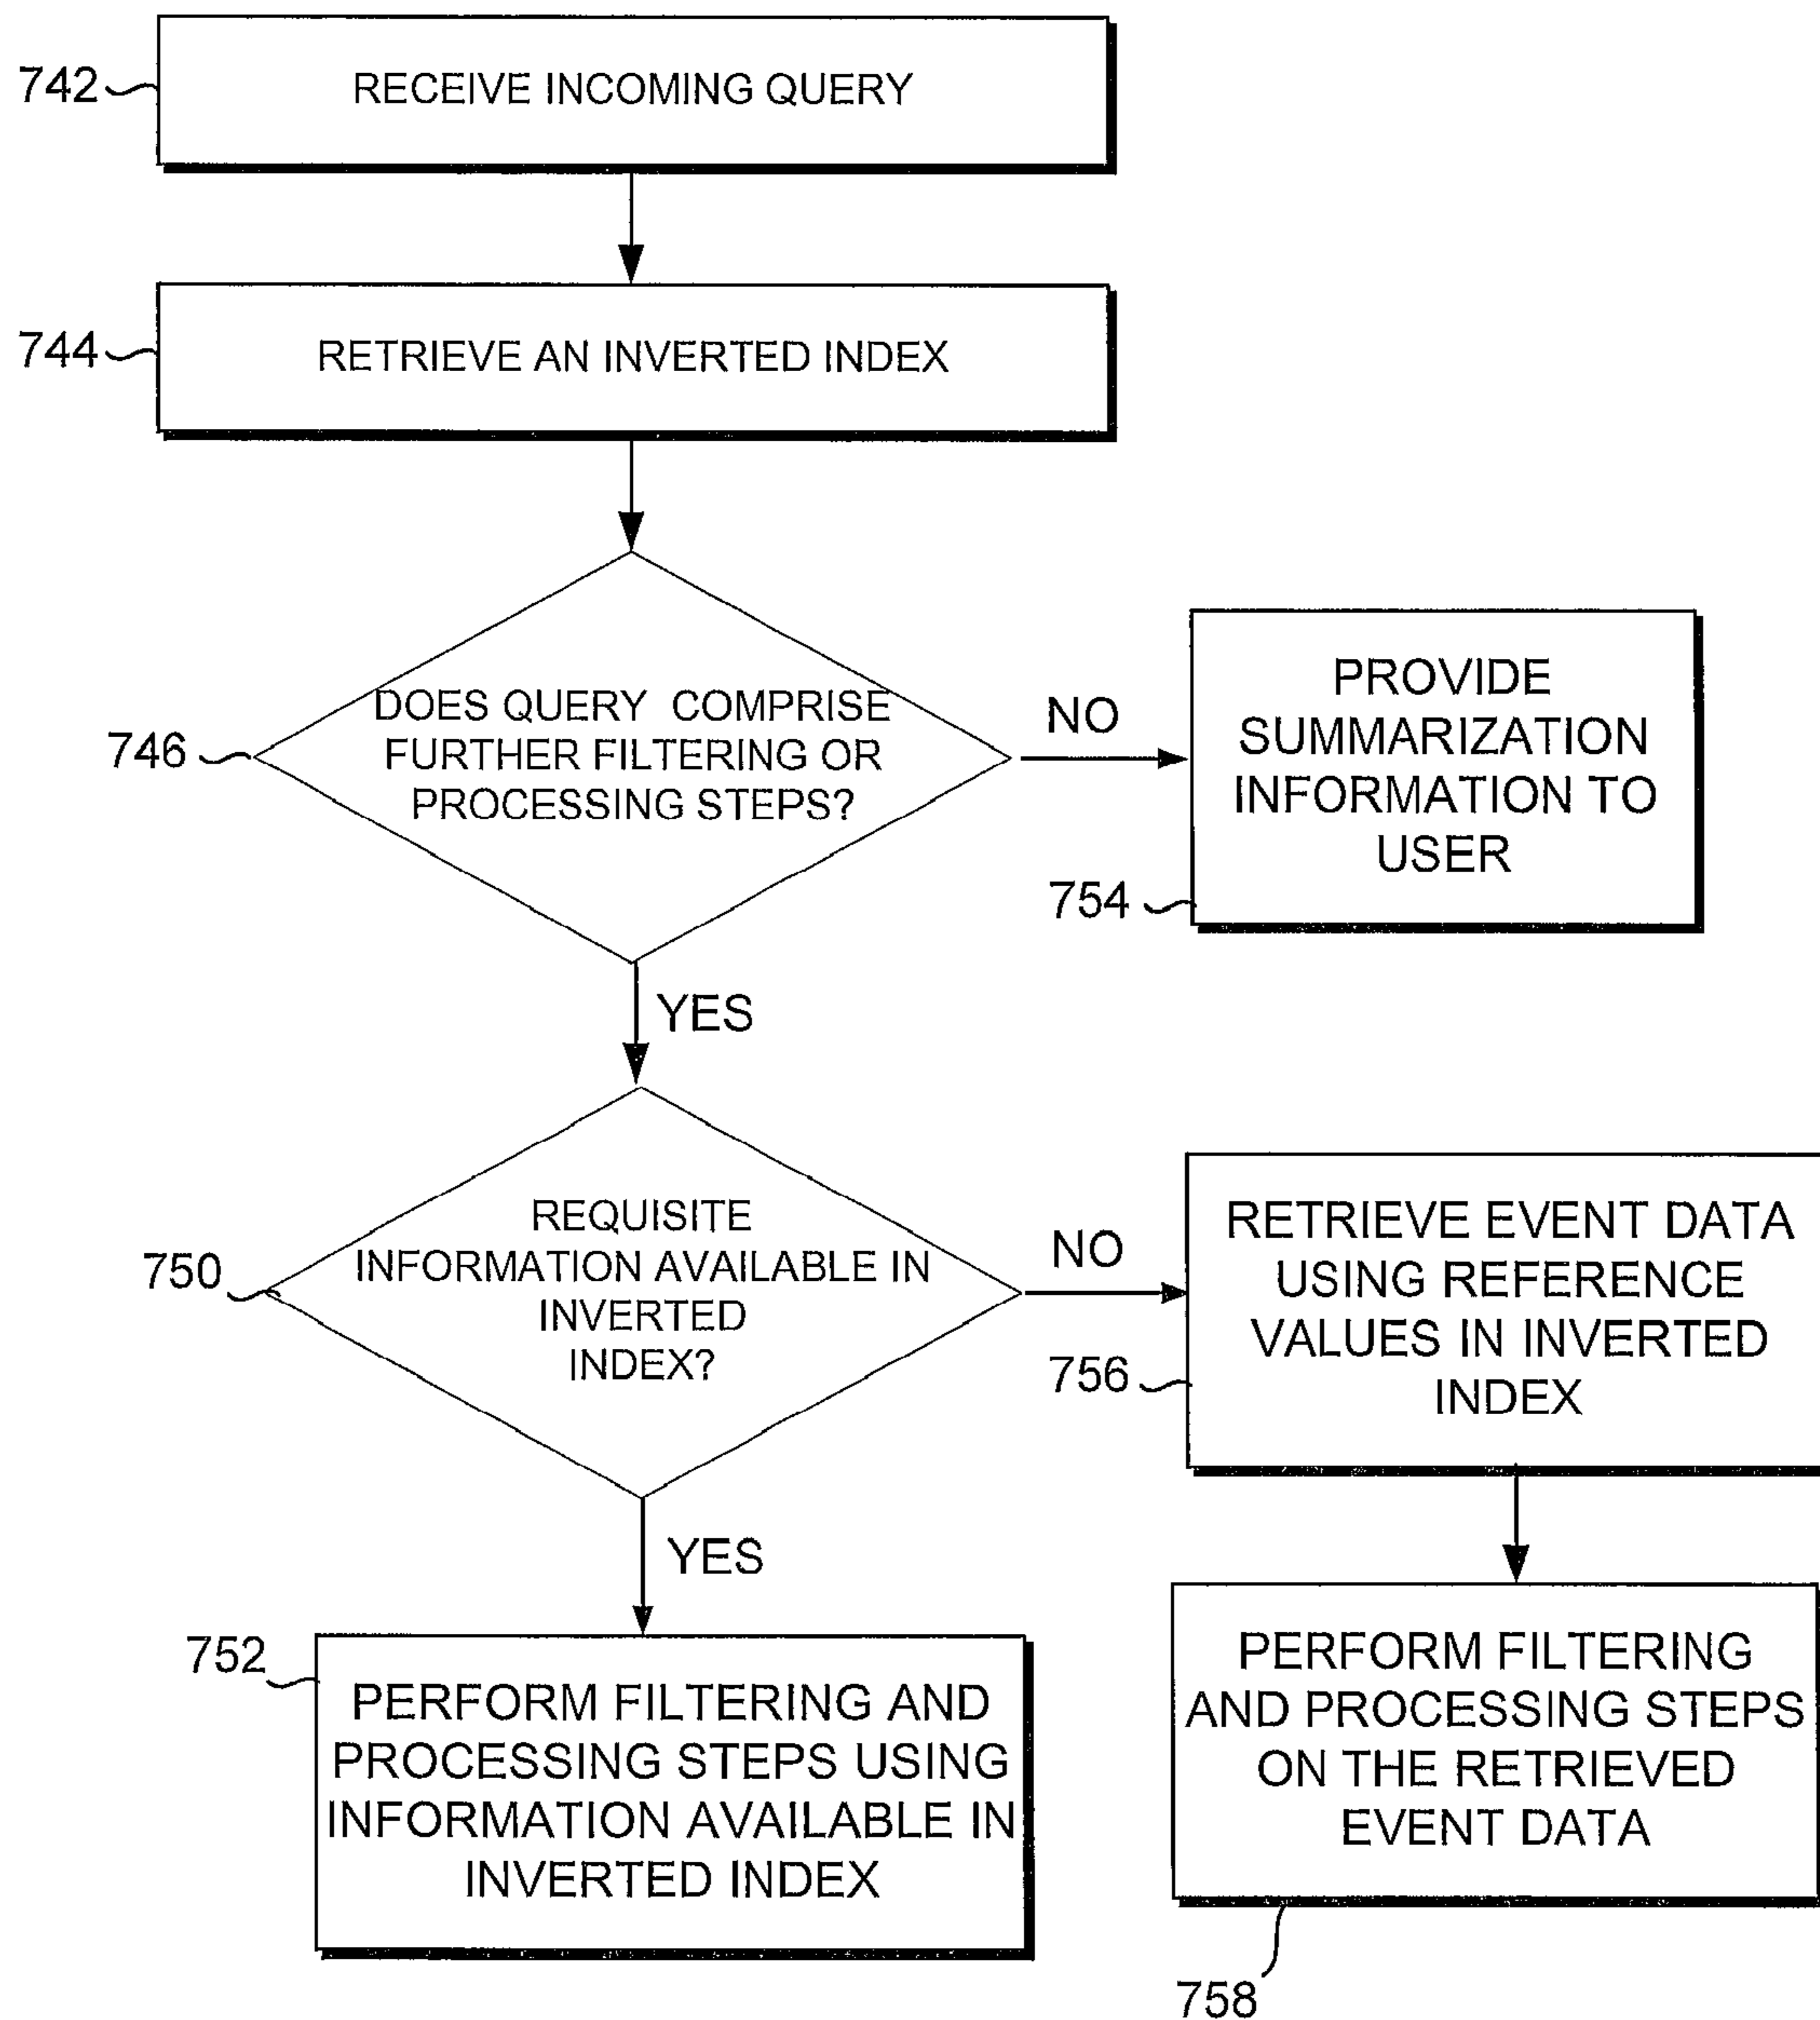 742
RECEIVE INCOMING QUERY
744
RETRIEVE AN INVERTED INDEX
746
DOES QUERY COMPRISE
FURTHER FILTERING OR
PROCESSING STEPS?
NO
PROVIDE
SUMMARIZATION
INFORMATION TO
USER
754
YES
750
REQUISITE
INFORMATION AVAILABLE IN
INVERTED
INDEX?
NO
RETRIEVE EVENT DATA
USING REFERENCE
VALUES IN INVERTED
INDEX
756
YES
752
PERFORM FILTERING AND
PROCESSING STEPS USING
INFORMATION AVAILABLE IN
INVERTED INDEX
PERFORM FILTERING
AND PROCESSING STEPS
ON THE RETRIEVED
EVENT DATA
758